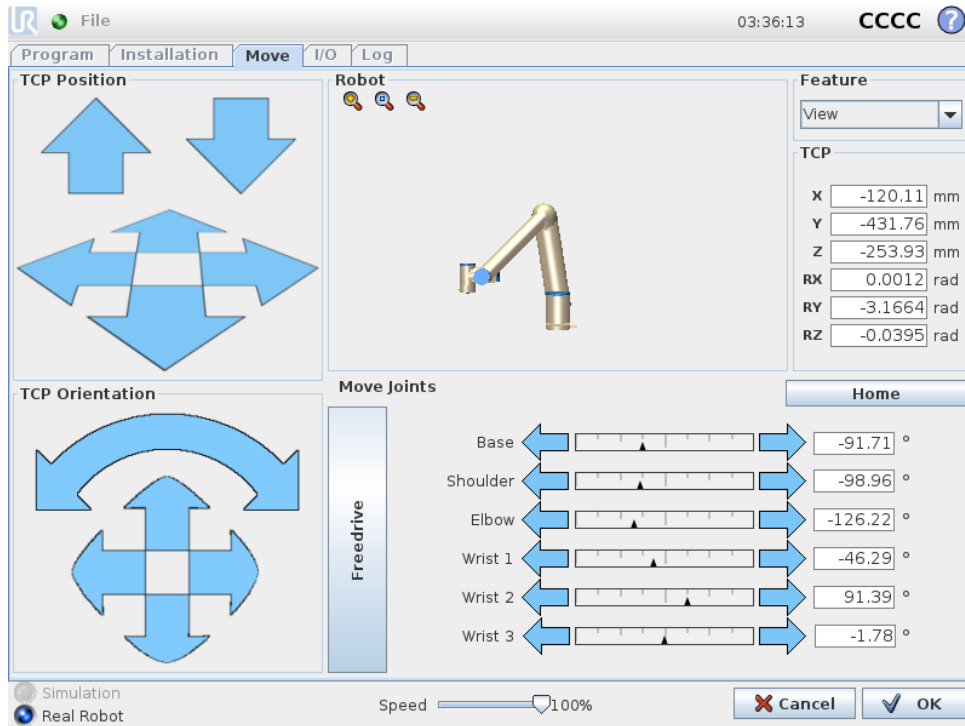 UR File 03:36:13 CCCC ?
Program Installation Move I/O Log
TCP Position
Robot
Feature
View
TCP
X -120.11 mm
Y -431.76 mm
Z -253.93 mm
RX 0.0012 rad
RY -3.1664 rad
RZ -0.0395 rad
TCP Orientation
Move Joints
Home
Freedrive
Base -91.71 °
Shoulder -98.96 °
Elbow -126.22 °
Wrist 1 -46.29 °
Wrist 2 91.39 °
Wrist 3 -1.78 °
Simulation
Real Robot
Speed 100%
Cancel
OK